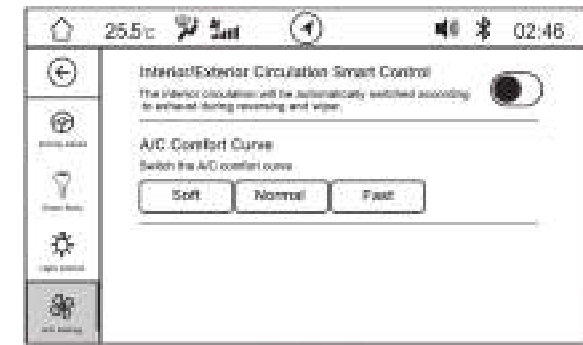 25.5°c
02:46
Interior/Exterior Circulation Smart Control
The interior circulation will be automatically switched according
to exhaust during reversing and wiper.
A/C Comfort Curve
Switch the A/C comfort curve
Soft Normal Fast